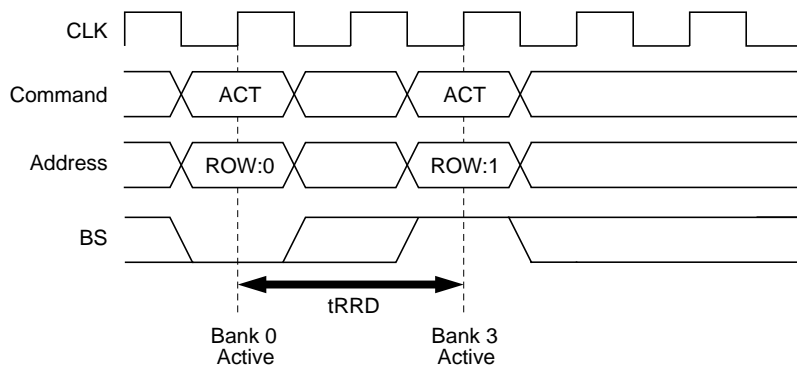 CLK
Command
ACT
ACT
Address
ROW:0
ROW:1
BS
tRRD
Bank 0
Active
Bank 3
Active